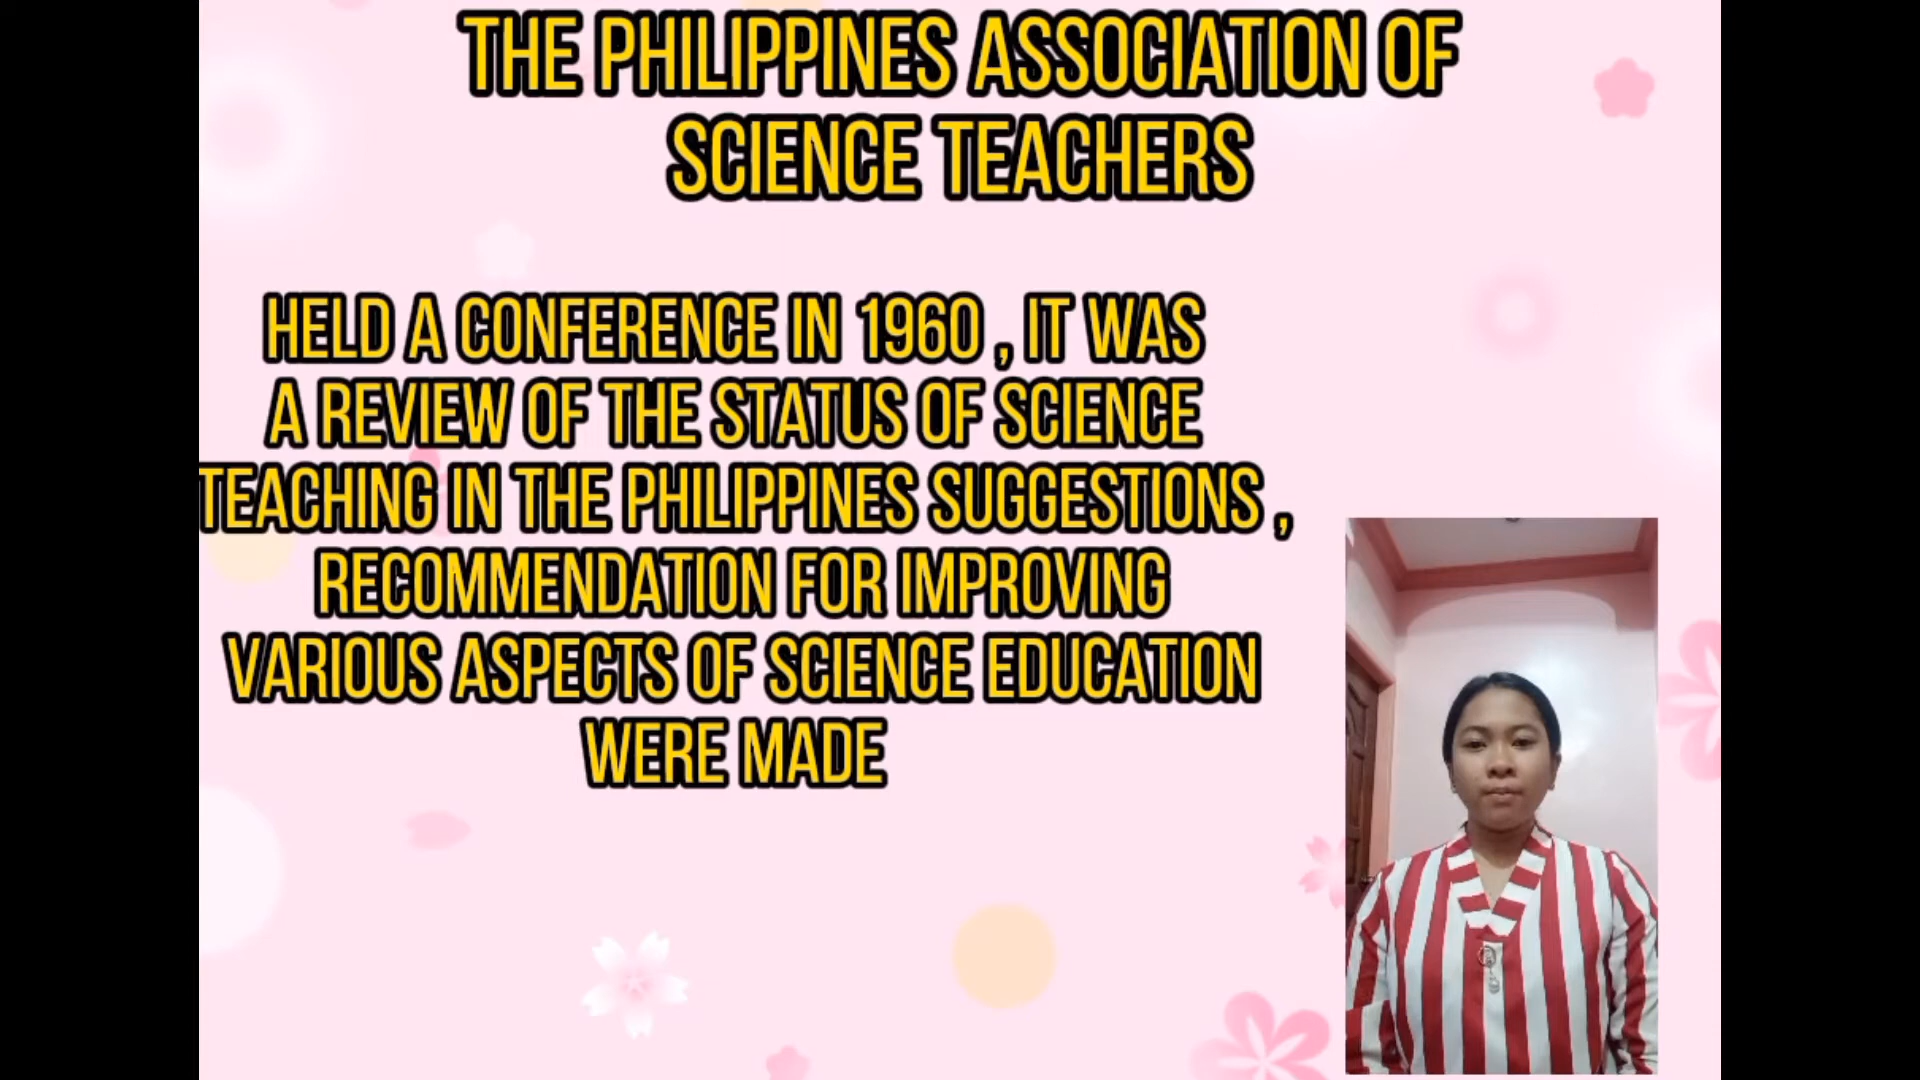 THE PHILIPPINES ASSOCIATION OF
SCIENCE TEACHERS
HELD A CONFERENCE IN 1960 , IT WAS
A REVIEW OF THE STATUS OF SCIENCE
TEACHING IN THE PHILIPPINES SUGGESTIONS ,
RECOMMENDATION FOR IMPROVING
VARIOUS ASPECTS OF SCIENCE EDUCATION
WERE MADE